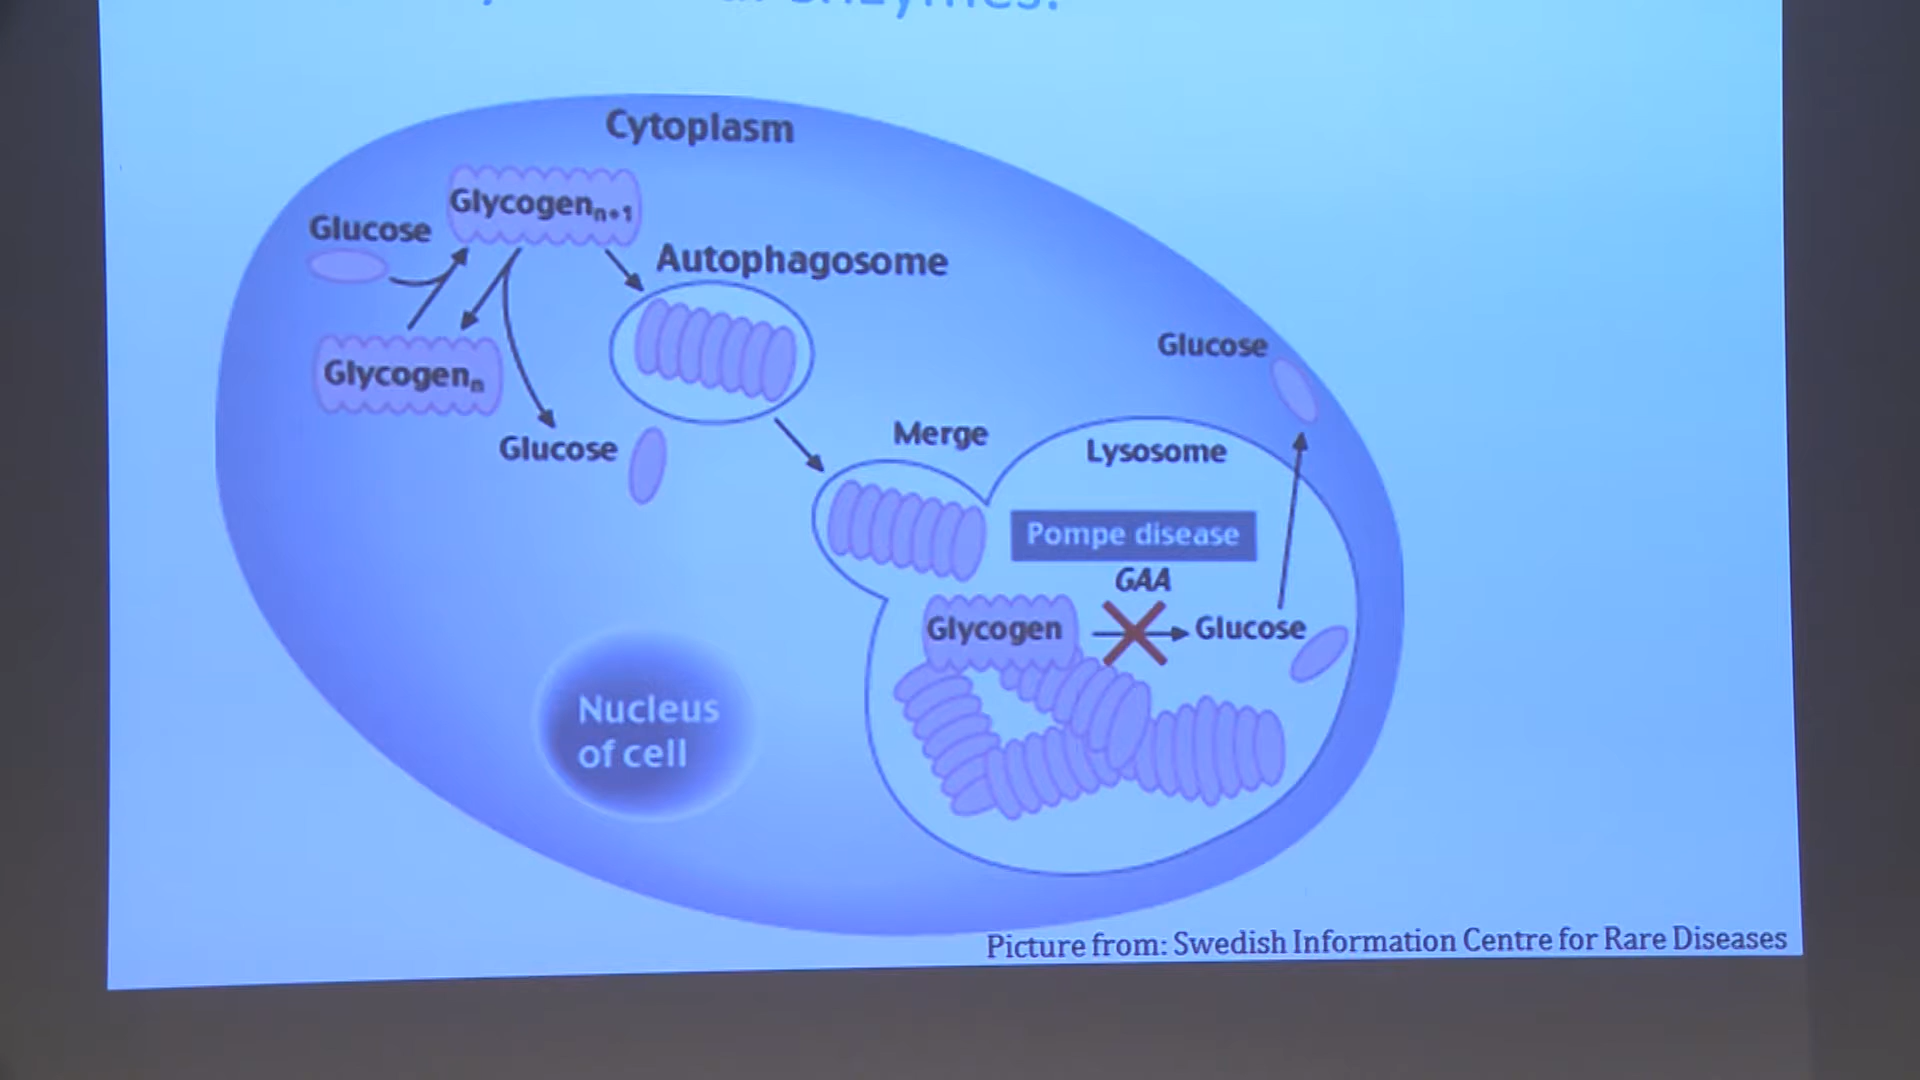 enzymes.
Cytoplasm
Glycogenn+1
Glucose
Autophagosome
Glycogenn
Glucose
Glucose
Merge
Lysosome
Pompe disease
GAA
Glycogen
Glucose
Nucleus
of cell
Picture from: Swedish Information Centre for Rare Diseases